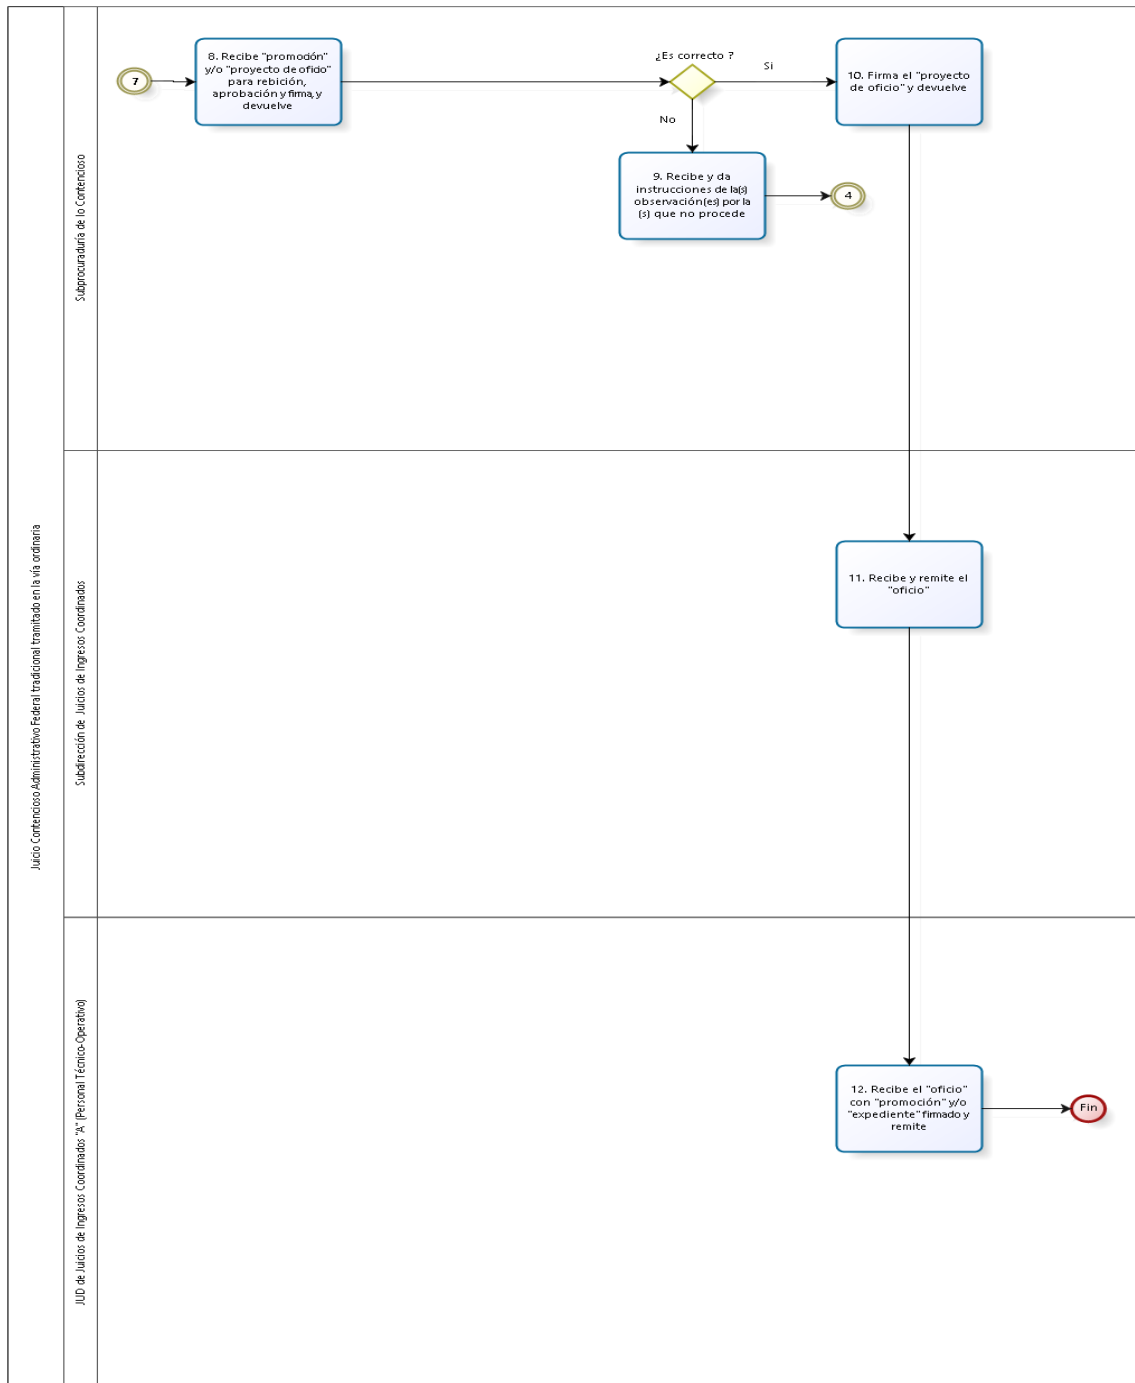 Juicio Contencioso Administrativo Federal tradicional tramitado en la vía ordinaria
Subprocuraduría de lo Contencioso
7
8. Recibe "promoción"
y/o "proyecto de oficio"
para rebición,
aprobación y firma, y
devuelve
¿Es correcto ?
Si
No
10. Firma el "proyecto
de oficio" y devuelve
9. Recibe y da
instrucciones de la(s)
observación(es) por la
(s) que no procede
4
Subdirección de Juicios de Ingresos Coordinados
11. Recibe y remite el
"oficio"
JUD de Juicios de Ingresos Coordinados "A" (Personal Técnico-Operativo)
12. Recibe el "oficio"
con "promoción" y/o
"expediente" firmado y
remite
Fin